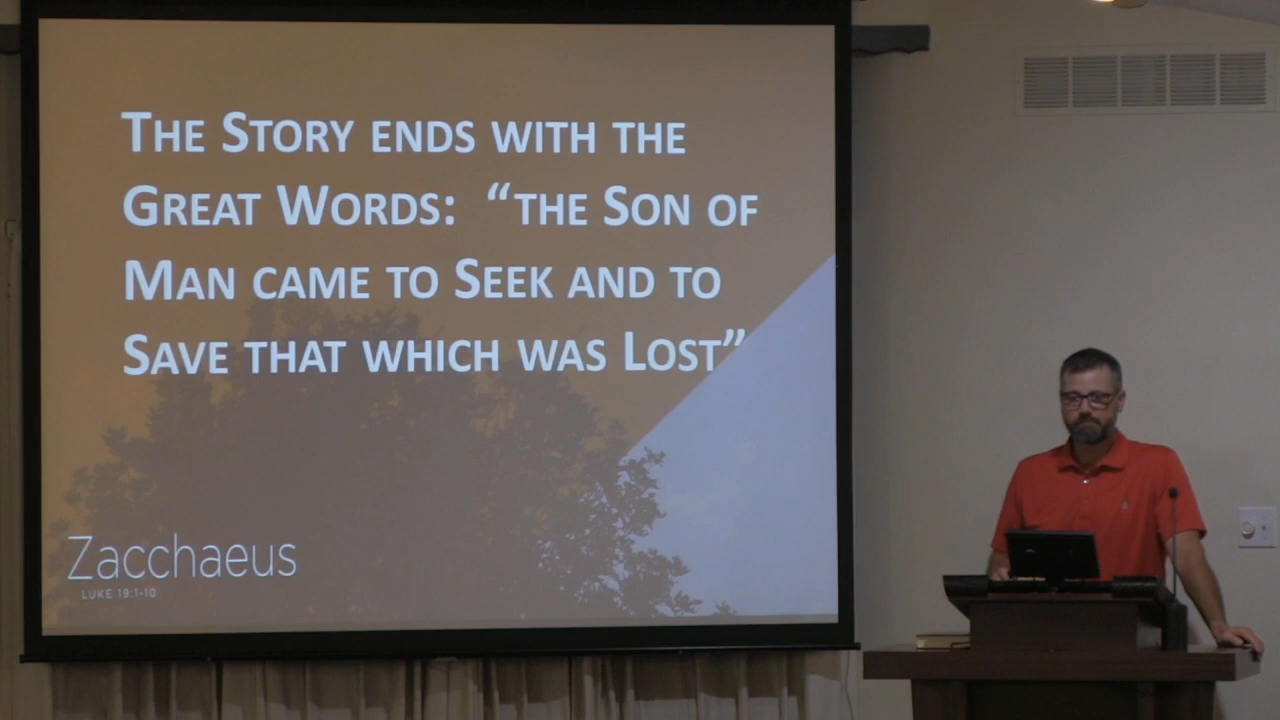 The Story ends with the
Great Words: “the Son of
Man came to Seek and to
Save that which was Lost”
Zacchaeus
LUKE 19:1-10